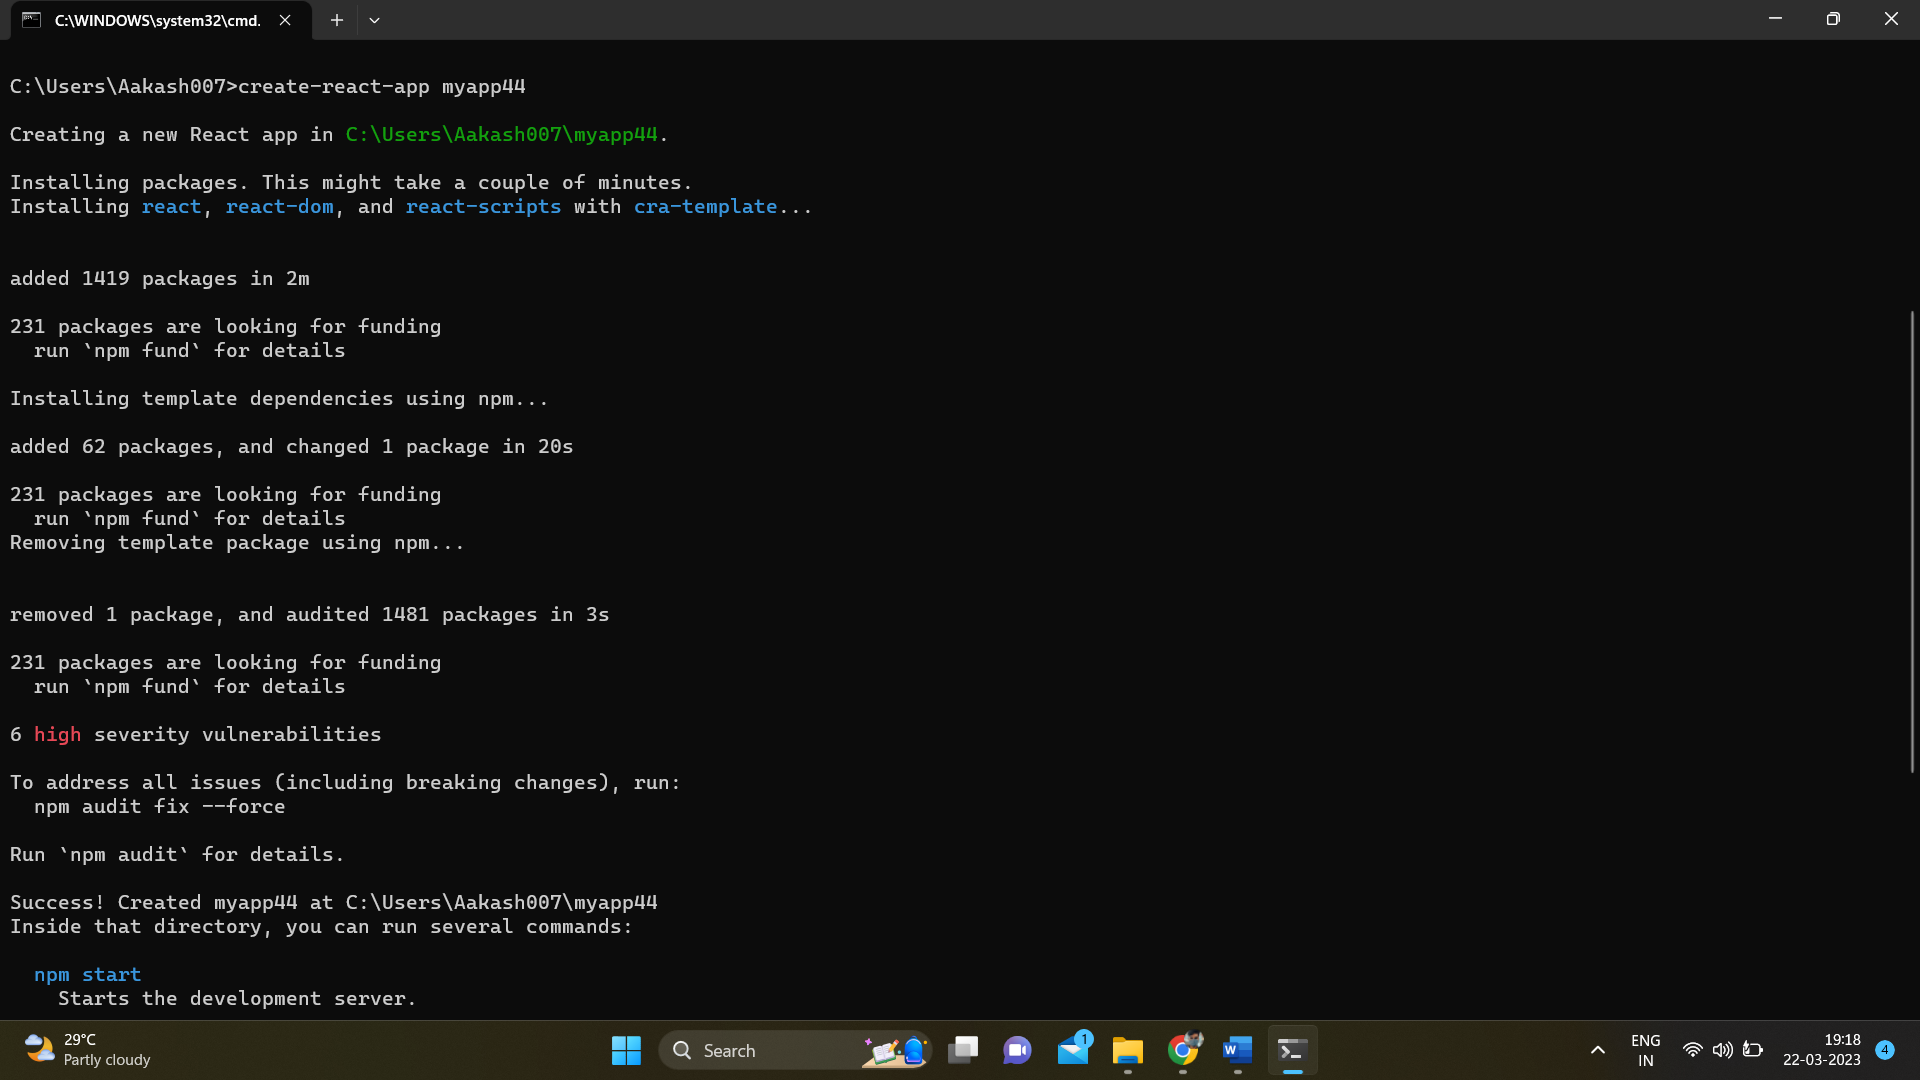 C:\WINDOWS\system32\cmd.
C:\Users\Aakash007>create-react-app myapp44
Creating a new React app in C:\Users\Aakash007\myapp44.
Installing packages. This might take a couple of minutes.
Installing react, react-dom, and react-scripts with cra-template...
added 1419 packages in 2m
231 packages are looking for funding
run `npm fund` for details
Installing template dependencies using npm...
added 62 packages, and changed 1 package in 20s
231 packages are looking for funding
run `npm fund` for details
Removing template package using npm...
removed 1 package, and audited 1481 packages in 3s
231 packages are looking for funding
run `npm fund` for details
6 high severity vulnerabilities
To address all issues (including breaking changes), run:
npm audit fix --force
Run `npm audit` for details.
Success! Created myapp44 at C:\Users\Aakash007\myapp44
Inside that directory, you can run several commands:
npm start
Starts the development server.
29°C
Partly cloudy
Search
1
W
ENG
IN
19:18
22-03-2023
4